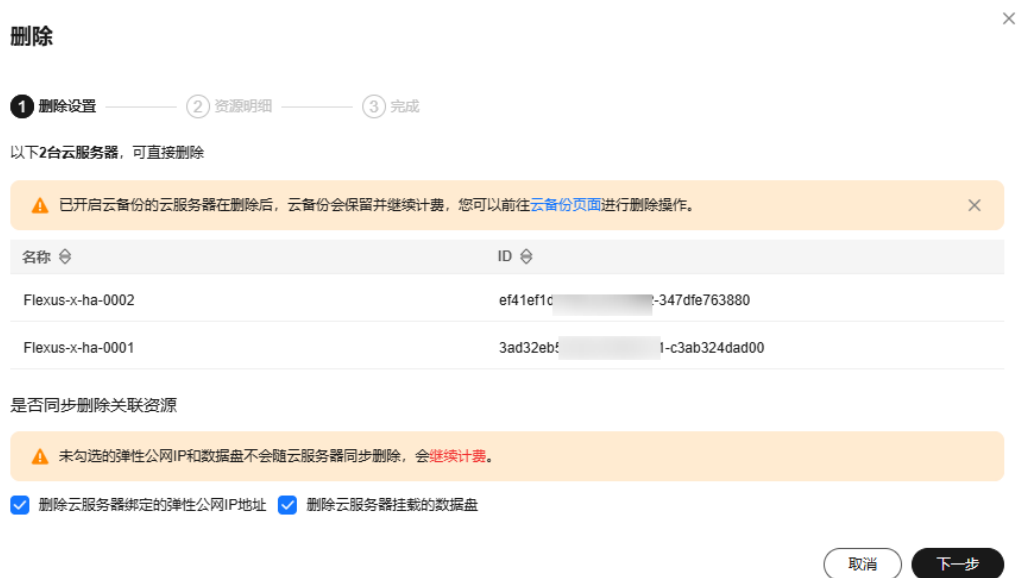 删除
1 删除设置 2 资源明细 3 完成
以下2台云服务器，可直接删除
已开启云备份的云服务器在删除后，云备份会保留并继续计费，您可以前往云备份页面进行删除操作。
名称 ID
Flexus-x-ha-0002 ef41ef1 -347dfe763880
Flexus-x-ha-0001 3ad32eb 1-c3ab324dad00
是否同步删除关联资源
未勾选的弹性公网IP和数据盘不会随云服务器同步删除，会继续计费。
删除云服务器绑定的弹性公网IP地址 删除云服务器挂载的数据盘
取消 下一步